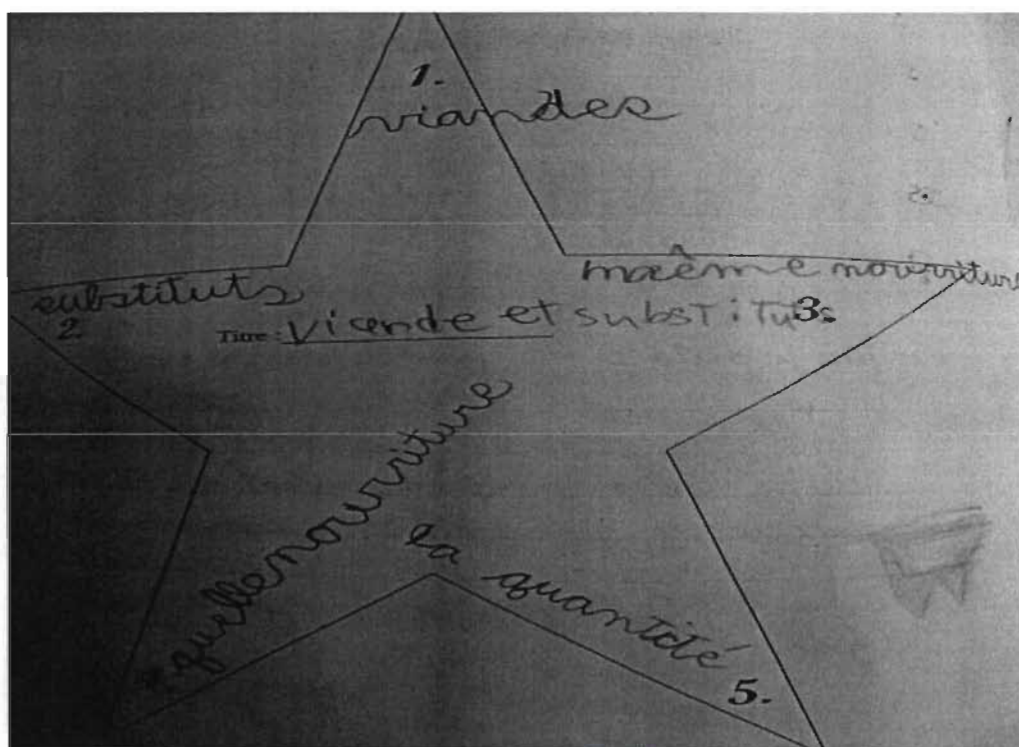 1.
viandes
substituts
2
maême nourriture
3.
Titre : Viande et substituts
quelle nourriture
la quantité
5.